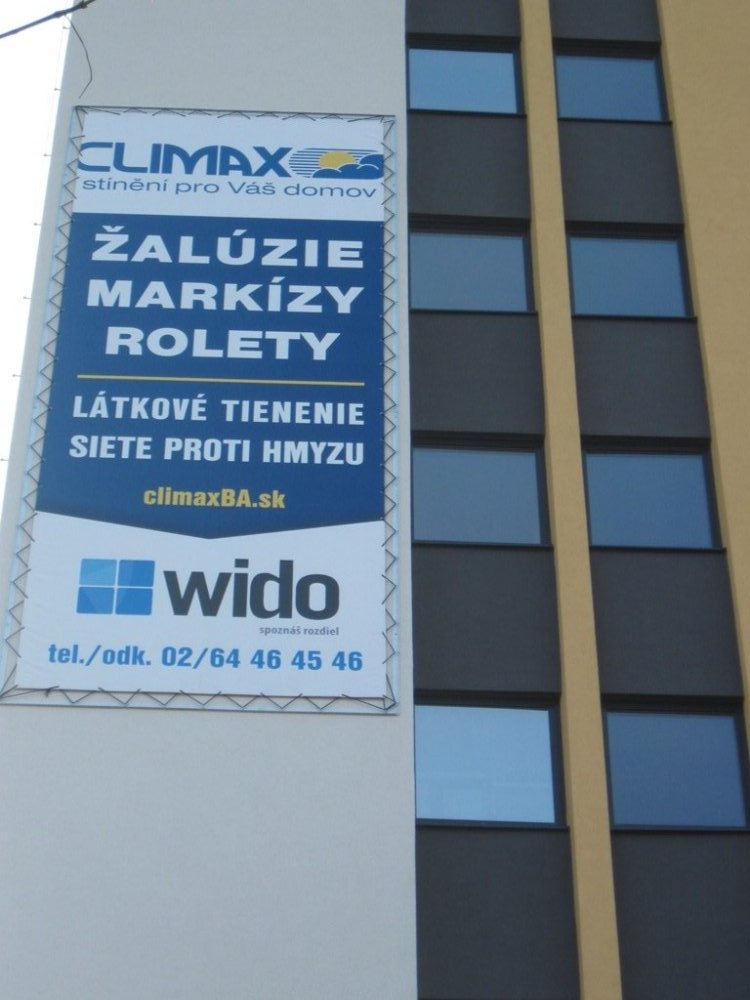 CLIMAX
stínění pro Váš domov
ŽALÚZIE
MARKÍZY
ROLETY
LÁTKOVÉ TIENENIE
SIETE PROTI HMYZU
climaxBA.sk
wido
spoznáš rozdiel
tel./odk. 02/64 46 45 46